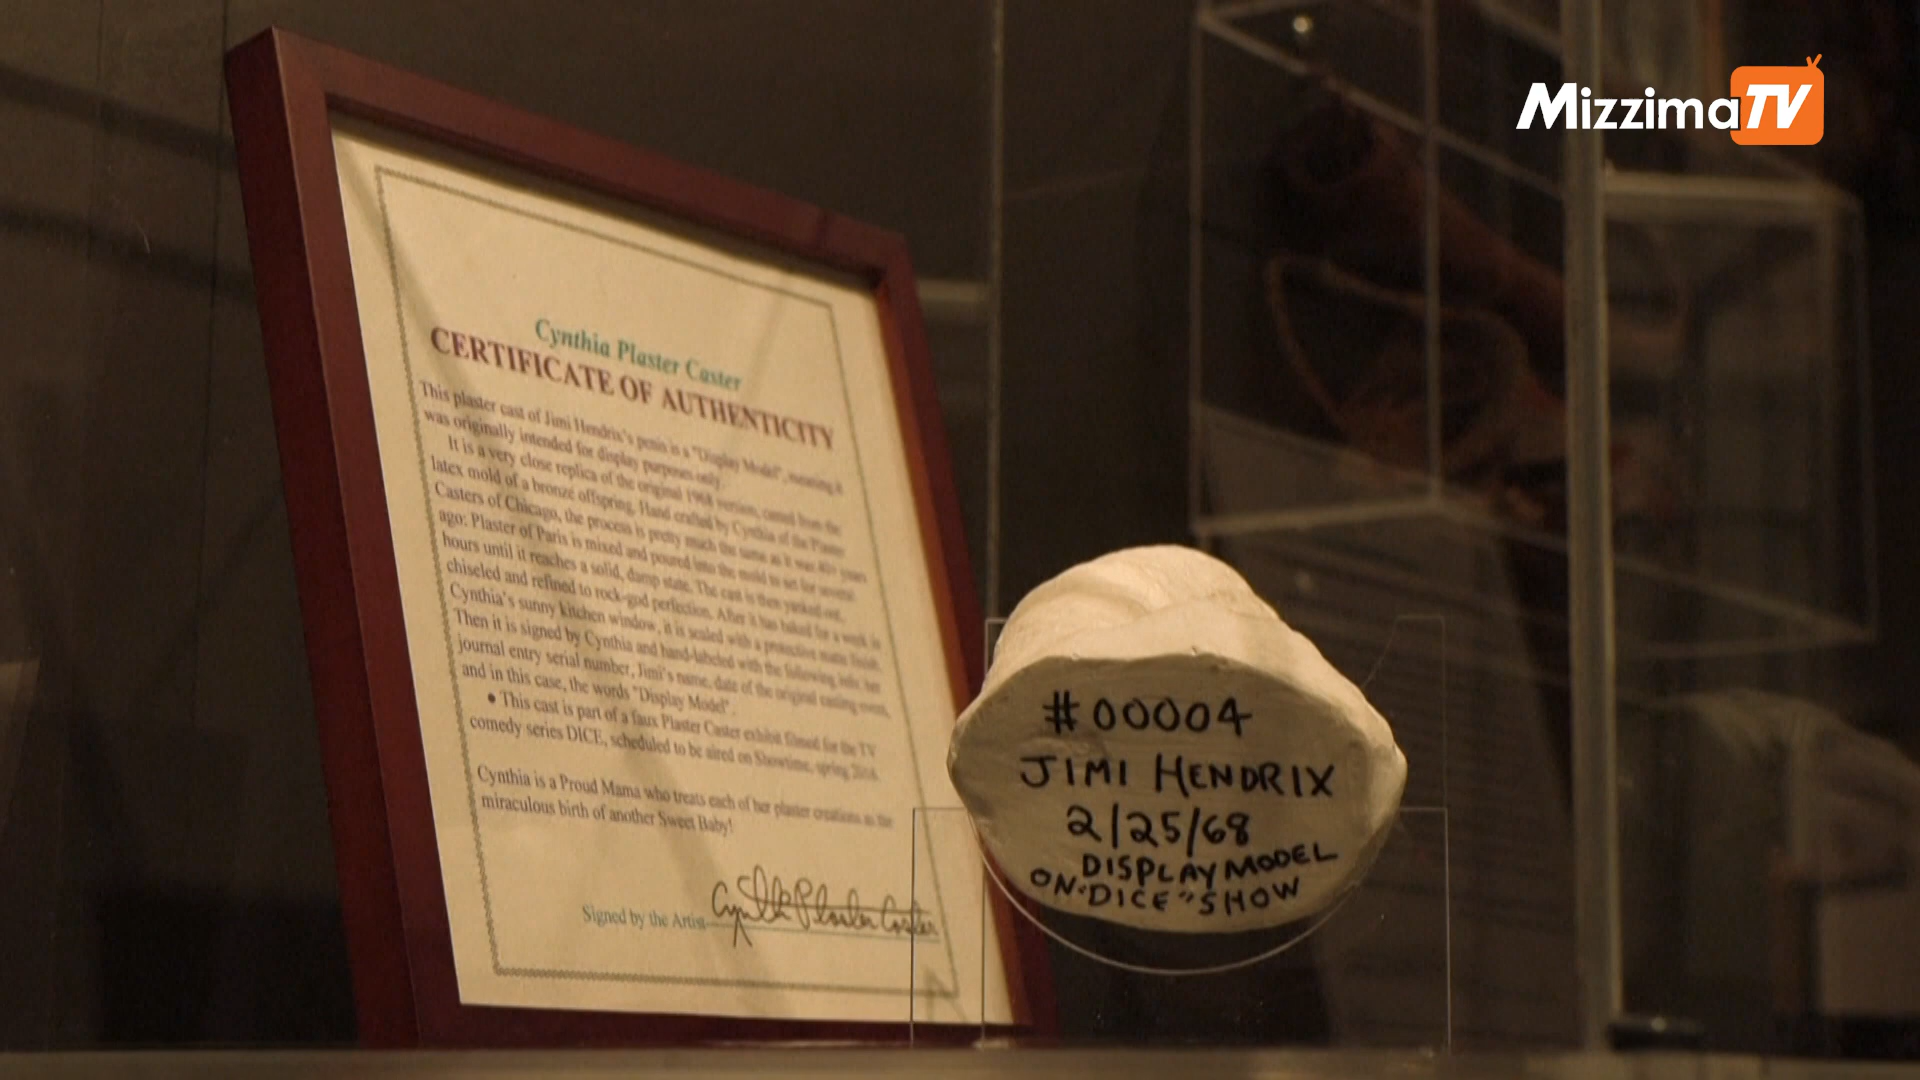 Mizzima TV
Cynthia Plaster Caster
CERTIFICATE OF AUTHENTICITY
This plaster cast of Jimi Hendrix's penis is a "Display Model", meaning it
was originally intended for display purposes only.
It is a very close replica of the original 1968 version, casted from the
latex mold of a bronze offspring. Hand crafted by Cynthia of the Plaster
Casters of Chicago, the process is pretty much the same as it was 40+ years
ago: Plaster of Paris is mixed and poured into the mold to set for several
hours until it reaches a solid, damp state. The cast is then yanked out,
chiseled and refined to rock-god perfection. After it has baked for a week in
Cynthia's sunny kitchen window, it is sealed with a protective matte finish.
Then it is signed by Cynthia and hand-labeled with the following info: her
journal entry serial number, Jimi's name, date of the original casting event,
and in this case, the words "Display Model".
• This cast is part of a faux Plaster Caster exhibit filmed for the TV
comedy series DICE, scheduled to be aired on Showtime, spring 2016.
Cynthia is a Proud Mama who treats each of her plaster creations as the
miraculous birth of another Sweet Baby!
Signed by the Artist Cynthia Plaster Caster
#00004
JIMI HENDRIX
2/25/68
DISPLAY MODEL
ON "DICE" SHOW